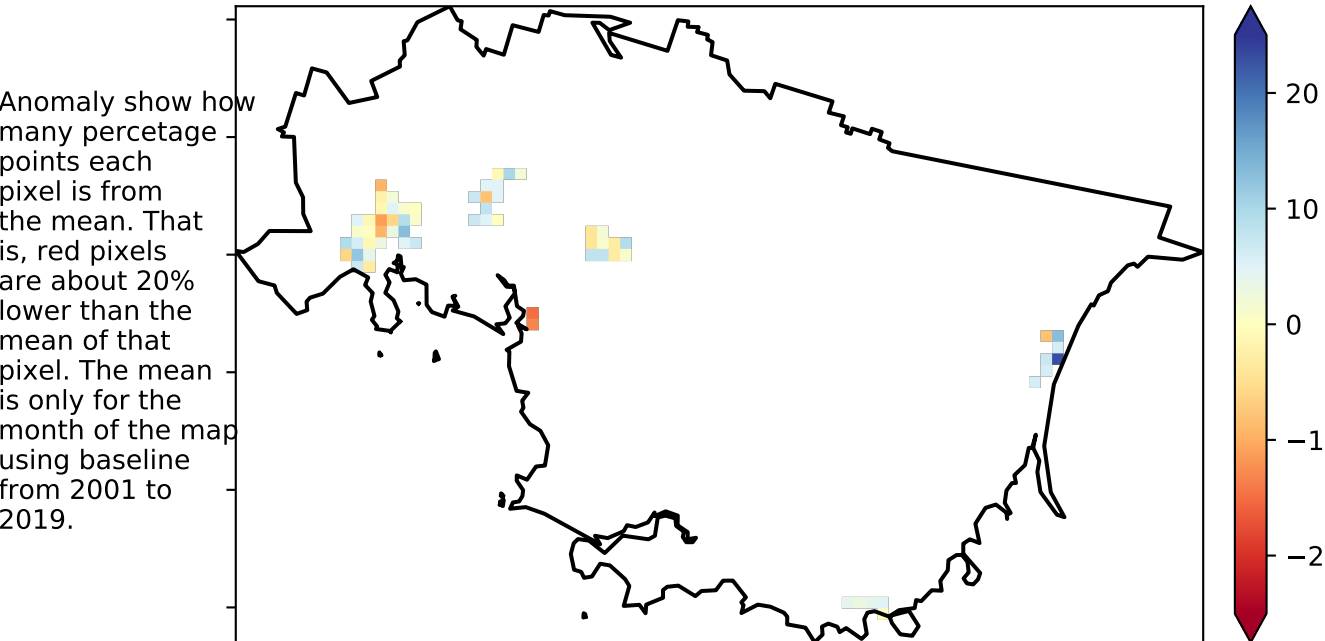 Anomaly show how
many percetage
points each
pixel is from
the mean. That
is, red pixels
are about 20%
lower than the
mean of that
pixel. The mean
is only for the
month of the map
using baseline
from 2001 to
2019.
20
10
0
−1
−2